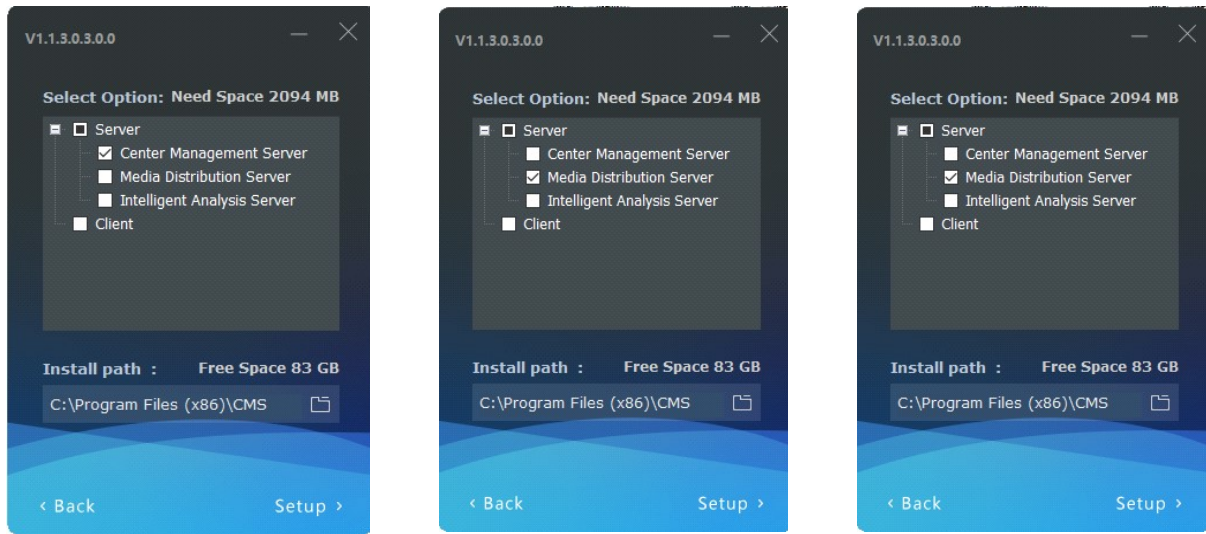 V1.1.3.0.3.0.0
Select Option: Need Space 2094 MB
Server
Center Management Server
Media Distribution Server
Intelligent Analysis Server
Client
Install path : Free Space 83 GB
C:\Program Files (x86)\CMS
< Back Setup >
V1.1.3.0.3.0.0
Select Option: Need Space 2094 MB
Server
Center Management Server
Media Distribution Server
Intelligent Analysis Server
Client
Install path : Free Space 83 GB
C:\Program Files (x86)\CMS
< Back Setup >
V1.1.3.0.3.0.0
Select Option: Need Space 2094 MB
Server
Center Management Server
Media Distribution Server
Intelligent Analysis Server
Client
Install path : Free Space 83 GB
C:\Program Files (x86)\CMS
< Back Setup >